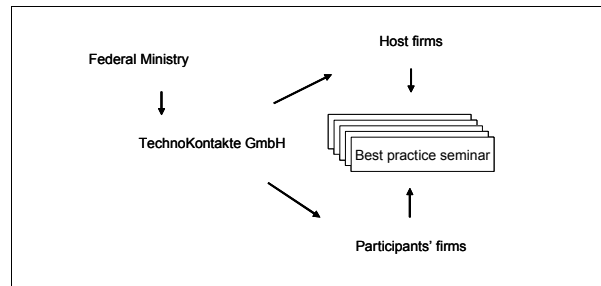 Host firms
Federal Ministry
TechnoKontakte GmbH
Best practice seminar
Participants' firms